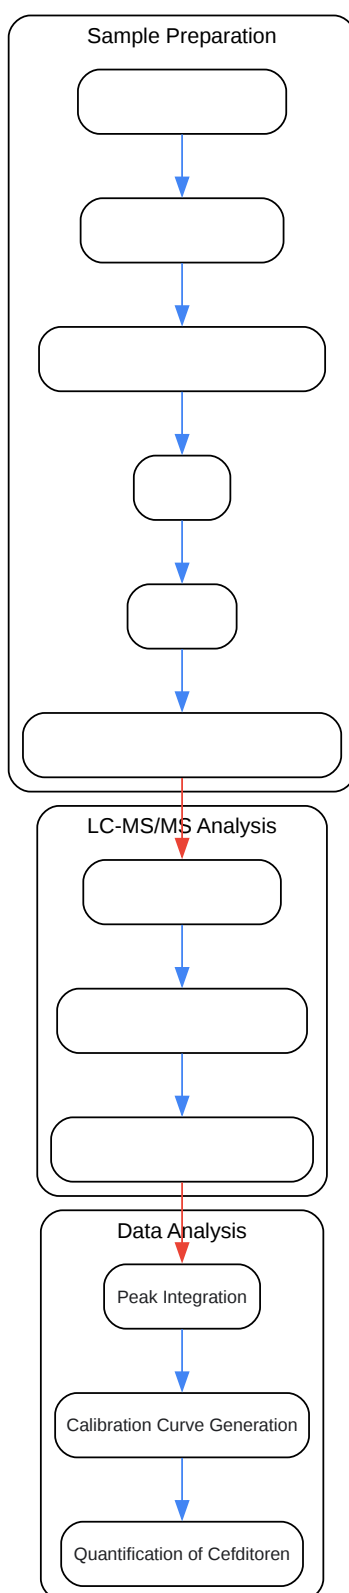 Sample Preparation
LC-MS/MS Analysis
Data Analysis
Peak Integration
Calibration Curve Generation
Quantification of Cefditoren